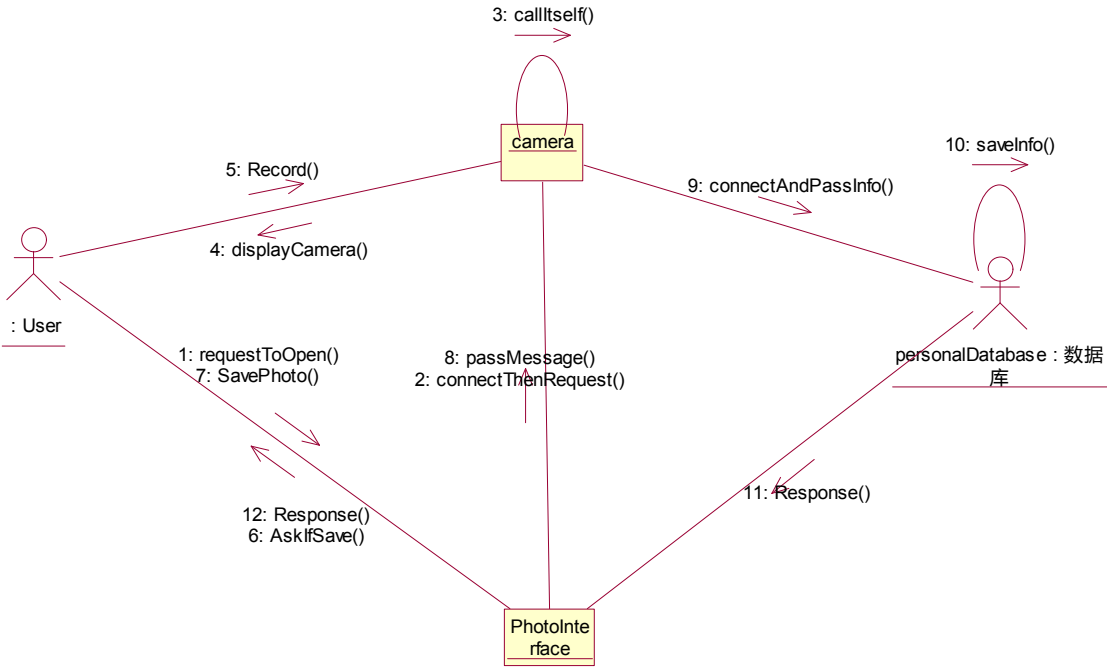 3: callItself()
camera
10: saveInfo()
5: Record()
9: connectAndPassInfo()
4: displayCamera()
: User
1: requestToOpen()
7: SavePhoto()
8: passMessage()
2: connectThenRequest()
personalDatabase : 数据
库
11: Response()
12: Response()
6: AskIfSave()
PhotoInte
rface